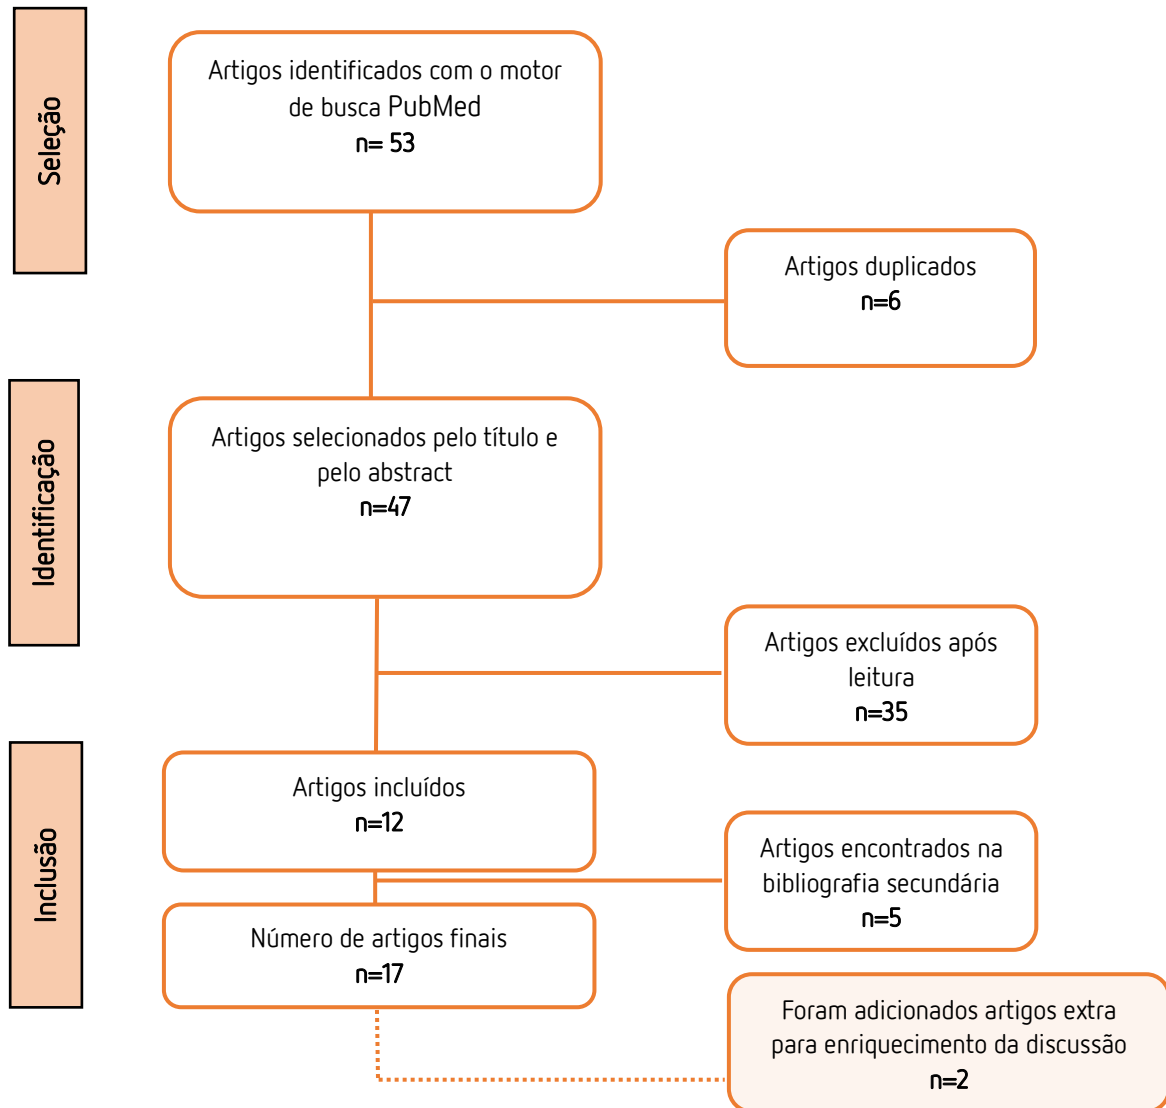 Seleção
Artigos identificados com o motor
de busca PubMed
n= 53
Artigos duplicados
n=6
Identificação
Artigos selecionados pelo título e
pelo abstract
n=47
Artigos excluídos após
leitura
n=35
Inclusão
Artigos incluídos
n=12
Artigos encontrados na
bibliografia secundária
n=5
Número de artigos finais
n=17
Foram adicionados artigos extra
para enriquecimento da discussão
n=2